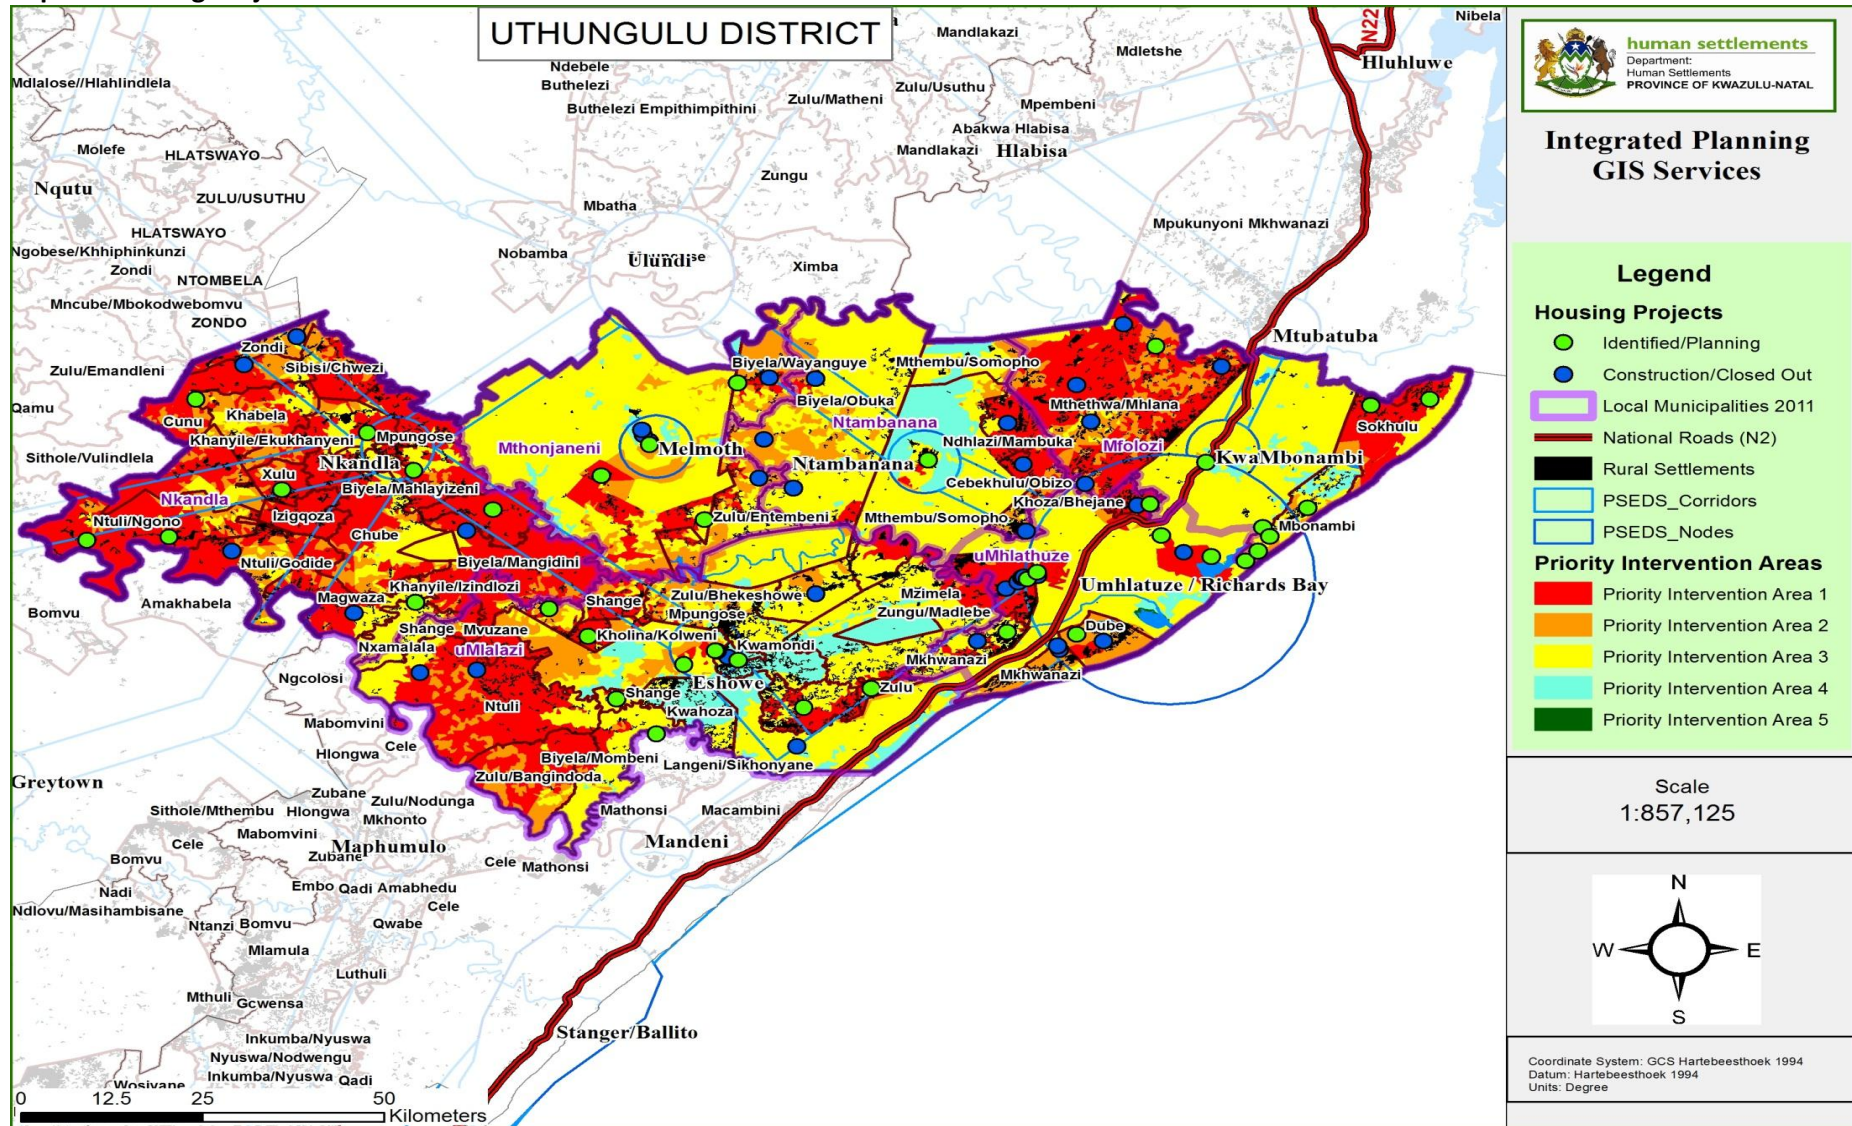 UTHUNGULU DISTRICT
N22
Nibela
Mandlakazi
Mdletshe
Hluhluwe
Ndebele
Buthelezi
Mdlalose//Hlahlindlela
Buthelezi Empithimpithini
Zulu/Matheni
Zulu/Usuthu
Mpembeni
Abakwa Hlabisa
Mandlakazi
Hlabisa
Molefe
HLATSWAYO
Nqutu
Zungu
ZULU/USUTHU
Mbatha
HLATSWAYO
Mpukunyoni Mkhwanazi
Ngobese/Khhiphinkunzi
Zondi
Nobamba
Ulundi
Ximba
NTOMBELA
Mncube/Mbokodwebomvu
ZONDO
Mtubatuba
Zondi
Sibisi/Chwezi
Zulu/Emandleni
Biyela/Wayanguye
Mthembu/Somopho
Qamu
Cunu
Khabela
Biyela/Obuka
Mthethwa/Mhlana
Ntambanana
Sokhulu
Khanyile/Ekukhanyeni
Mpungose
Mthonjaneni
Melmoth
Ndhlazi/Mambuka
Mfolozi
Sithole/Vulindlela
Nkandla
Ntambanana
KwaMbonambi
Xulu
Biyela/Mahlayizeni
Cebekhulu/Obizo
Nkandla
Khoza/Bhejane
Ntuli/Ngono
Izigqoza
Zulu/Entembeni
Mthembu/Somopho
Mbonambi
Chube
uMhlathuze
Ntuli/Godide
Biyela/Mangidini
Khanyile/Izindlozi
Umhlatuze / Richards Bay
Magwaza
Shange
Zulu/Bhekeshowe
Mzimela
Bomvu
Amakhabela
Mpungose
Zungu/Madlebe
Shange
Mvuzane
Kholina/Kolweni
Dube
Nxamalala
uMlalazi
Kwamondi
Mkhwanazi
Mkhwanazi
Ngcolosi
Eshowe
Zulu
Shange
Ntuli
Kwahoza
Mabomvini
Cele
Hlongwa
Biyela/Mombeni
Langeni/Sikhonyane
Zulu/Bangindoda
Greytown
Zubane
Zulu/Nodunga
Sithole/Mthembu
Hlongwa
Mkhonto
Mathonsi
Macambini
Mabomvini
Cele
Maphumulo
Mandeni
Zubane
Bomvu
Cele
Mathonsi
Nadi
Embo
Qadi
Amabhedu
Ndlovu/Masihambisane
Cele
Ntanzi
Bomvu
Qwabe
Mlamula
Luthuli
Mthuli
Gcwensa
Stanger/Ballito
Inkumba/Nyuswa
Nyuswa/Nodwengu
Inkumba/Nyuswa
Qadi
Wosiyane
0 12.5 25 50
Kilometers
human settlements
Department:
Human Settlements
PROVINCE OF KWAZULU-NATAL
Integrated Planning
GIS Services
Legend
Housing Projects
Identified/Planning
Construction/Closed Out
Local Municipalities 2011
National Roads (N2)
Rural Settlements
PSEDS_Corridors
PSEDS_Nodes
Priority Intervention Areas
Priority Intervention Area 1
Priority Intervention Area 2
Priority Intervention Area 3
Priority Intervention Area 4
Priority Intervention Area 5
Scale
1:857,125
N
W E
S
Coordinate System: GCS Hartebeesthoek 1994
Datum: Hartebeesthoek 1994
Units: Degree